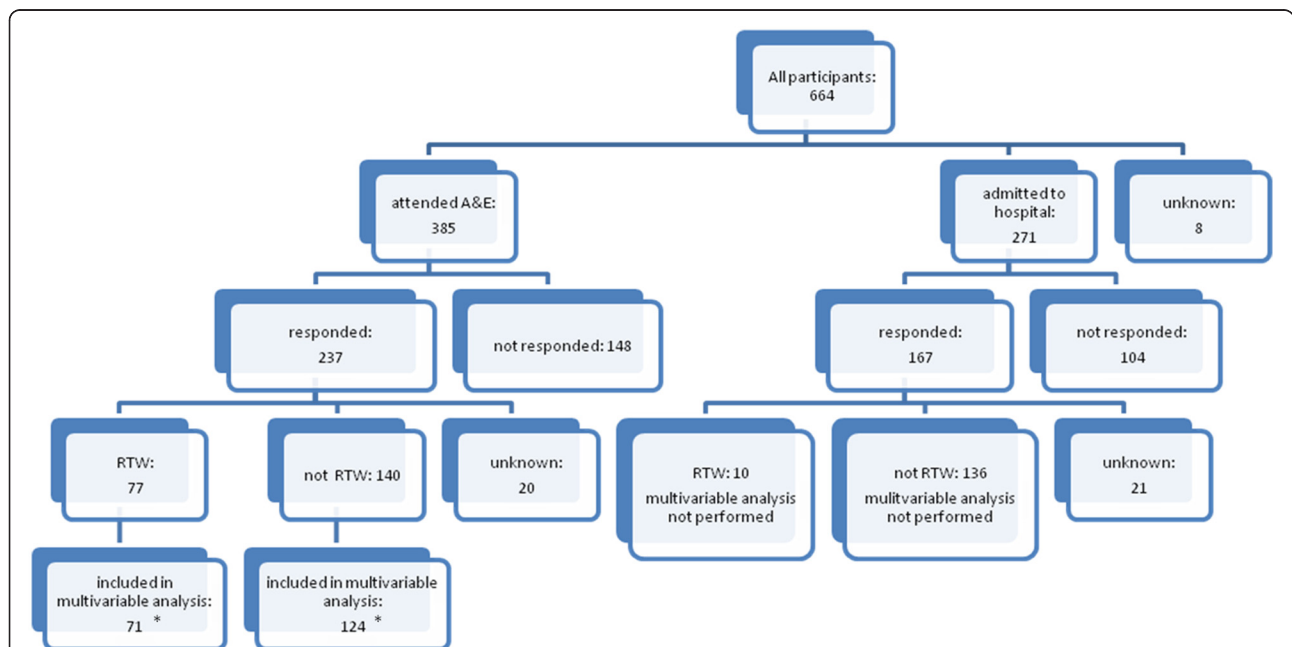 All participants:
664
attended A&E:
385
admitted to
hospital:
271
unknown:
8
responded:
237
not responded: 148
responded:
167
not responded:
104
RTW:
77
not RTW: 140
unknown:
20
RTW: 10
multivariable analysis
not performed
not RTW: 136
mulitvariable analysis
not performed
unknown:
21
included in
multivariable analysis:
71 *
included in multivariable
analysis:
124 *